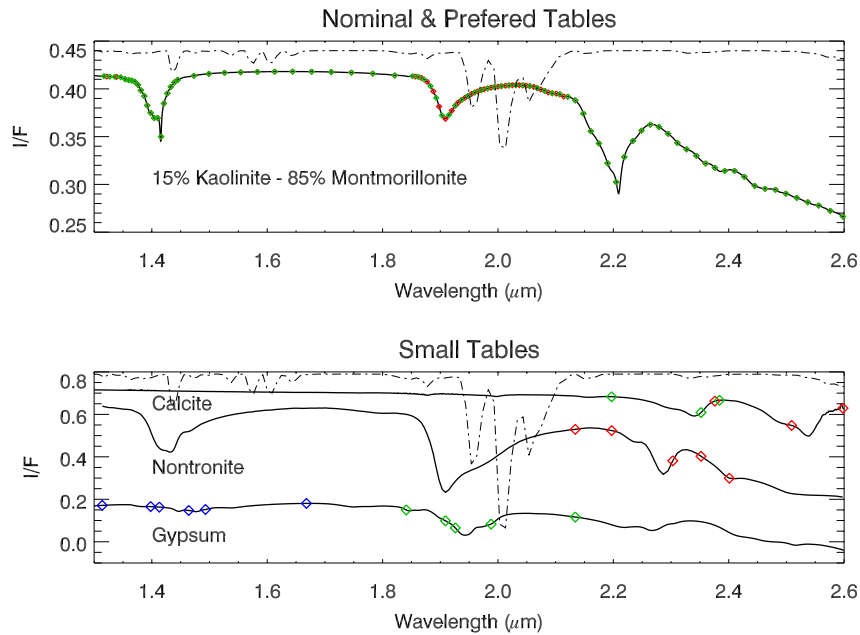 Nominal & Prefered Tables
0.45
0.40
0.35
0.30
0.25
I/F
15% Kaolinite - 85% Montmorillonite
1.4 1.6 1.8 2.0 2.2 2.4 2.6
Wavelength (μm)
Small Tables
0.8
0.6
0.4
0.2
0.0
I/F
Calcite
Nontronite
Gypsum
1.4 1.6 1.8 2.0 2.2 2.4 2.6
Wavelength (μm)